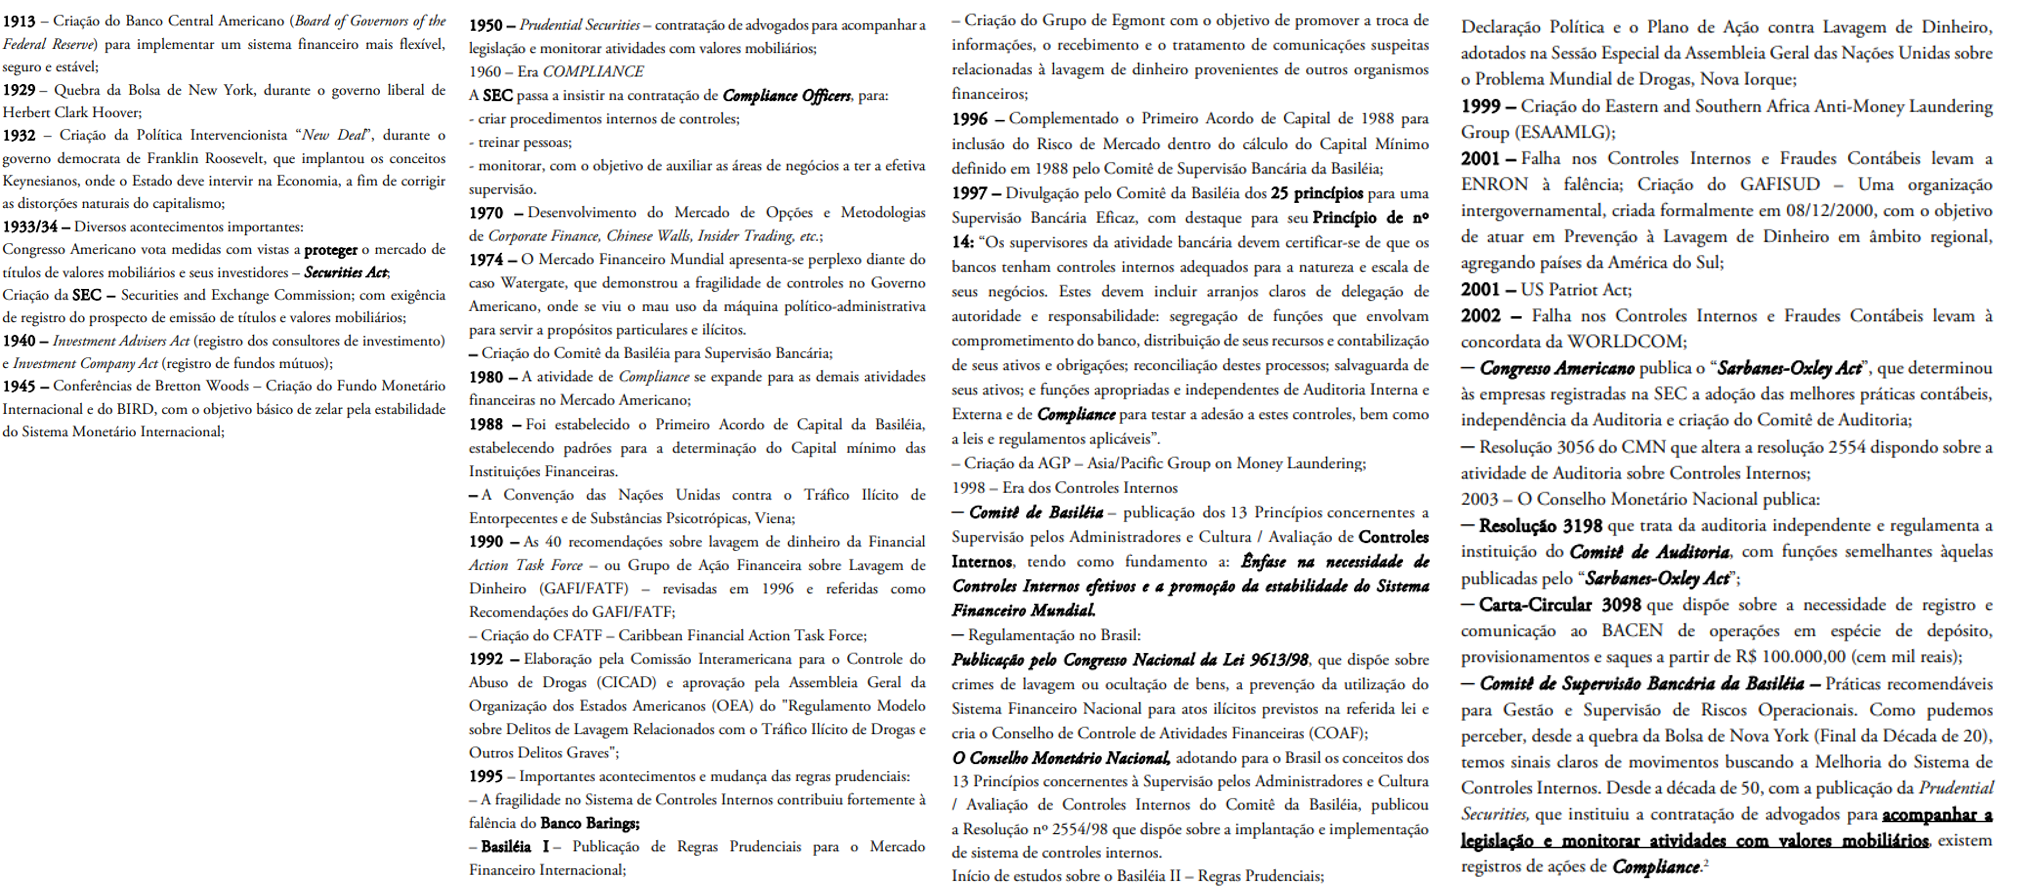 1913 – Criação do Banco Central Americano (Board of Governors of the
Federal Reserve) para implementar um sistema financeiro mais flexível,
seguro e estável;
1929 – Quebra da Bolsa de New York, durante o governo liberal de
Herbert Clark Hoover;
1932 – Criação da Política Intervencionista “New Deal”, durante o
governo democrata de Franklin Roosevelt, que implantou os conceitos
Keynesianos, onde o Estado deve intervir na Economia, a fim de corrigir
as distorções naturais do capitalismo;
1933/34 – Diversos acontecimentos importantes:
Congresso Americano vota medidas com vistas a proteger o mercado de
títulos de valores mobiliários e seus investidores – Securities Act;
Criação da SEC – Securities and Exchange Commission; com exigência
de registro do prospecto de emissão de títulos e valores mobiliários;
1940 – Investment Advisers Act (registro dos consultores de investimento)
e Investment Company Act (registro de fundos mútuos);
1945 – Conferências de Bretton Woods – Criação do Fundo Monetário
Internacional e do BIRD, com o objetivo básico de zelar pela estabilidade
do Sistema Monetário Internacional;
1950 – Prudential Securities – contratação de advogados para acompanhar a
legislação e monitorar atividades com valores mobiliários;
1960 – Era COMPLIANCE
A SEC passa a insistir na contratação de Compliance Officers, para:
- criar procedimentos internos de controles;
- treinar pessoas;
- monitorar, com o objetivo de auxiliar as áreas de negócios a ter a efetiva
supervisão.
1970 – Desenvolvimento do Mercado de Opções e Metodologias
de Corporate Finance, Chinese Walls, Insider Trading, etc.;
1974 – O Mercado Financeiro Mundial apresenta-se perplexo diante do
caso Watergate, que demonstrou a fragilidade de controles no Governo
Americano, onde se viu o mau uso da máquina político-administrativa
para servir a propósitos particulares e ilícitos.
– Criação do Comitê da Basiléia para Supervisão Bancária;
1980 – A atividade de Compliance se expande para as demais atividades
financeiras no Mercado Americano;
1988 – Foi estabelecido o Primeiro Acordo de Capital da Basiléia,
estabelecendo padrões para a determinação do Capital mínimo das
Instituições Financeiras.
– A Convenção das Nações Unidas contra o Tráfico Ilícito de
Entorpecentes e de Substâncias Psicotrópicas, Viena;
1990 – As 40 recomendações sobre lavagem de dinheiro da Financial
Action Task Force – ou Grupo de Ação Financeira sobre Lavagem de
Dinheiro (GAFI/FATF) – revisadas em 1996 e referidas como
Recomendações do GAFI/FATF;
– Criação do CFATF – Caribbean Financial Action Task Force;
1992 – Elaboração pela Comissão Interamericana para o Controle do
Abuso de Drogas (CICAD) e aprovação pela Assembleia Geral da
Organização dos Estados Americanos (OEA) do "Regulamento Modelo
sobre Delitos de Lavagem Relacionados com o Tráfico Ilícito de Drogas e
Outros Delitos Graves";
1995 – Importantes acontecimentos e mudança das regras prudenciais:
– A fragilidade no Sistema de Controles Internos contribuiu fortemente à
falência do Banco Barings;
– Basiléia I – Publicação de Regras Prudenciais para o Mercado
Financeiro Internacional;
– Criação do Grupo de Egmont com o objetivo de promover a troca de
informações, o recebimento e o tratamento de comunicações suspeitas
relacionadas à lavagem de dinheiro provenientes de outros organismos
financeiros;
1996 – Complementado o Primeiro Acordo de Capital de 1988 para
inclusão do Risco de Mercado dentro do cálculo do Capital Mínimo
definido em 1988 pelo Comitê de Supervisão Bancária da Basiléia;
1997 – Divulgação pelo Comitê da Basiléia dos 25 princípios para uma
Supervisão Bancária Eficaz, com destaque para seu Princípio de nº
14: “Os supervisores da atividade bancária devem certificar-se de que os
bancos tenham controles internos adequados para a natureza e escala de
seus negócios. Estes devem incluir arranjos claros de delegação de
autoridade e responsabilidade: segregação de funções que envolvam
comprometimento do banco, distribuição de seus recursos e contabilização
de seus ativos e obrigações; reconciliação destes processos; salvaguarda de
seus ativos; e funções apropriadas e independentes de Auditoria Interna e
Externa e de Compliance para testar a adesão a estes controles, bem como
a leis e regulamentos aplicáveis”.
– Criação da AGP – Asia/Pacific Group on Money Laundering;
1998 – Era dos Controles Internos
– Comitê de Basiléia – publicação dos 13 Princípios concernentes a
Supervisão pelos Administradores e Cultura / Avaliação de Controles
Internos, tendo como fundamento a: Ênfase na necessidade de
Controles Internos efetivos e a promoção da estabilidade do Sistema
Financeiro Mundial.
– Regulamentação no Brasil:
Publicação pelo Congresso Nacional da Lei 9613/98, que dispõe sobre
crimes de lavagem ou ocultação de bens, a prevenção da utilização do
Sistema Financeiro Nacional para atos ilícitos previstos na referida lei e
cria o Conselho de Controle de Atividades Financeiras (COAF);
O Conselho Monetário Nacional, adotando para o Brasil os conceitos dos
13 Princípios concernentes à Supervisão pelos Administradores e Cultura
/ Avaliação de Controles Internos do Comitê da Basiléia, publicou
a Resolução nº 2554/98 que dispõe sobre a implantação e implementação
de sistema de controles internos.
Início de estudos sobre o Basiléia II – Regras Prudenciais;
Declaração Política e o Plano de Ação contra Lavagem de Dinheiro,
adotados na Sessão Especial da Assembleia Geral das Nações Unidas sobre
o Problema Mundial de Drogas, Nova Iorque;
1999 – Criação do Eastern and Southern Africa Anti-Money Laundering
Group (ESAAMLG);
2001 – Falha nos Controles Internos e Fraudes Contábeis levam a
ENRON à falência; Criação do GAFISUD – Uma organização
intergovernamental, criada formalmente em 08/12/2000, com o objetivo
de atuar em Prevenção à Lavagem de Dinheiro em âmbito regional,
agregando países da América do Sul;
2001 – US Patriot Act;
2002 – Falha nos Controles Internos e Fraudes Contábeis levam à
concordata da WORLDCOM;
– Congresso Americano publica o “Sarbanes-Oxley Act”, que determinou
às empresas registradas na SEC a adoção das melhores práticas contábeis,
independência da Auditoria e criação do Comitê de Auditoria;
– Resolução 3056 do CMN que altera a resolução 2554 dispondo sobre a
atividade de Auditoria sobre Controles Internos;
2003 – O Conselho Monetário Nacional publica:
– Resolução 3198 que trata da auditoria independente e regulamenta a
instituição do Comitê de Auditoria, com funções semelhantes àquelas
publicadas pelo “Sarbanes-Oxley Act”;
– Carta-Circular 3098 que dispõe sobre a necessidade de registro e
comunicação ao BACEN de operações em espécie de depósito,
provisionamentos e saques a partir de R$ 100.000,00 (cem mil reais);
– Comitê de Supervisão Bancária da Basiléia – Práticas recomendáveis
para Gestão e Supervisão de Riscos Operacionais. Como pudemos
perceber, desde a quebra da Bolsa de Nova York (Final da Década de 20),
temos sinais claros de movimentos buscando a Melhoria do Sistema de
Controles Internos. Desde a década de 50, com a publicação da Prudential
Securities, que instituiu a contratação de advogados para acompanhar a
legislação e monitorar atividades com valores mobiliários, existem
registros de ações de Compliance.²